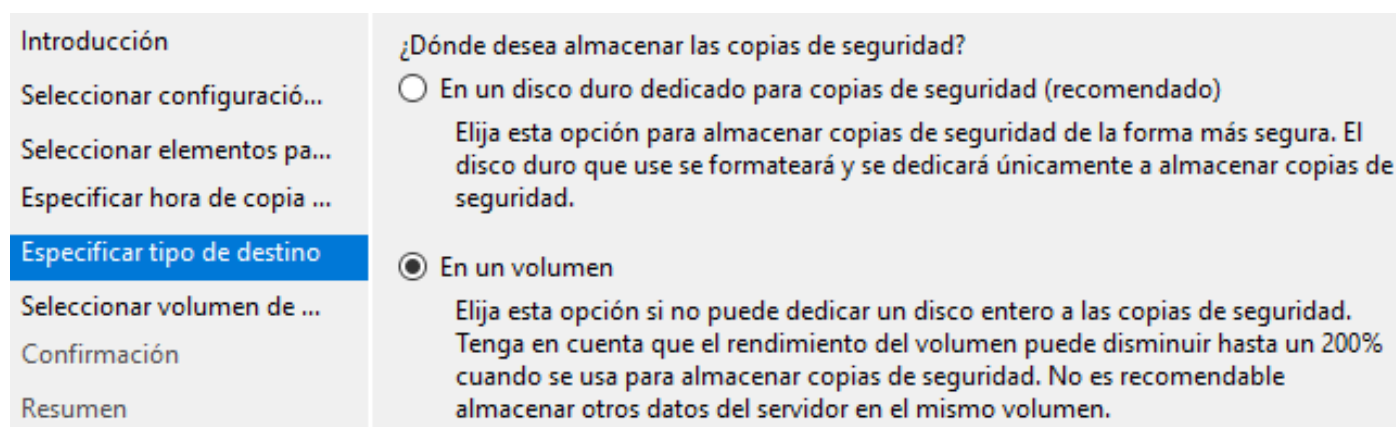 Introducción
Seleccionar configuració...
Seleccionar elementos pa...
Especificar hora de copia ...
Especificar tipo de destino
Seleccionar volumen de ...
Confirmación
Resumen
¿Dónde desea almacenar las copias de seguridad?
En un disco duro dedicado para copias de seguridad (recomendado)
Elija esta opción para almacenar copias de seguridad de la forma más segura. El
disco duro que use se formateará y se dedicará únicamente a almacenar copias de
seguridad.
En un volumen
Elija esta opción si no puede dedicar un disco entero a las copias de seguridad.
Tenga en cuenta que el rendimiento del volumen puede disminuir hasta un 200%
cuando se usa para almacenar copias de seguridad. No es recomendable
almacenar otros datos del servidor en el mismo volumen.